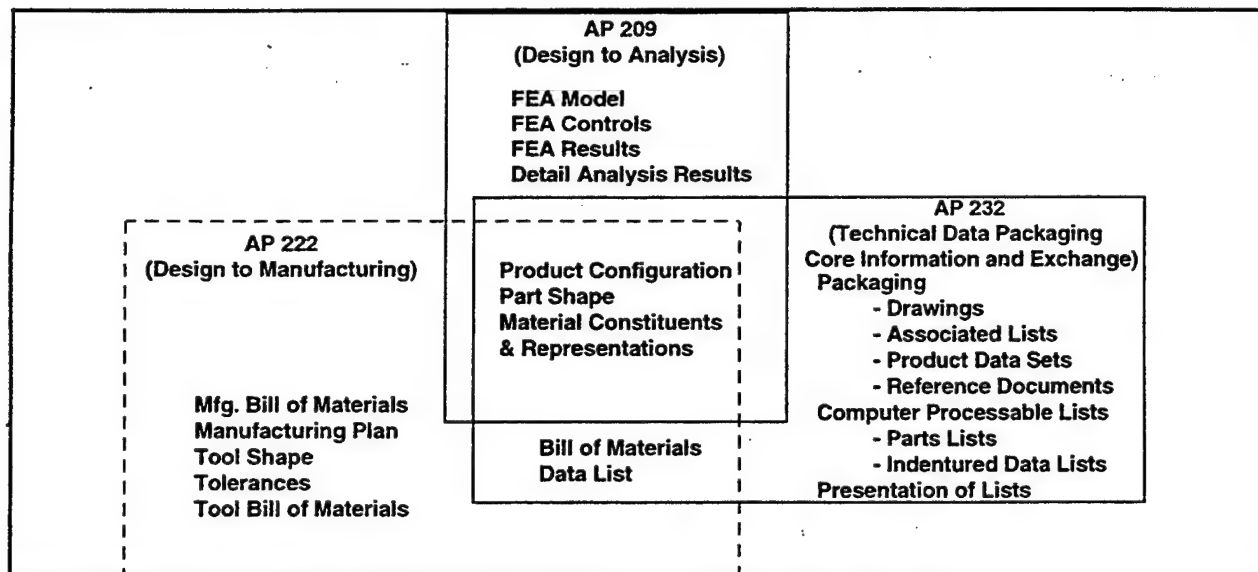 AP 209
(Design to Analysis)
FEA Model
FEA Controls
FEA Results
Detail Analysis Results
AP 222
(Design to Manufacturing)
Mfg. Bill of Materials
Manufacturing Plan
Tool Shape
Tolerances
Tool Bill of Materials
Product Configuration
Part Shape
Material Constituents
& Representations
Bill of Materials
Data List
AP 232
(Technical Data Packaging
Core Information and Exchange)
Packaging
- Drawings
- Associated Lists
- Product Data Sets
- Reference Documents
Computer Processable Lists
- Parts Lists
- Indentured Data Lists
Presentation of Lists